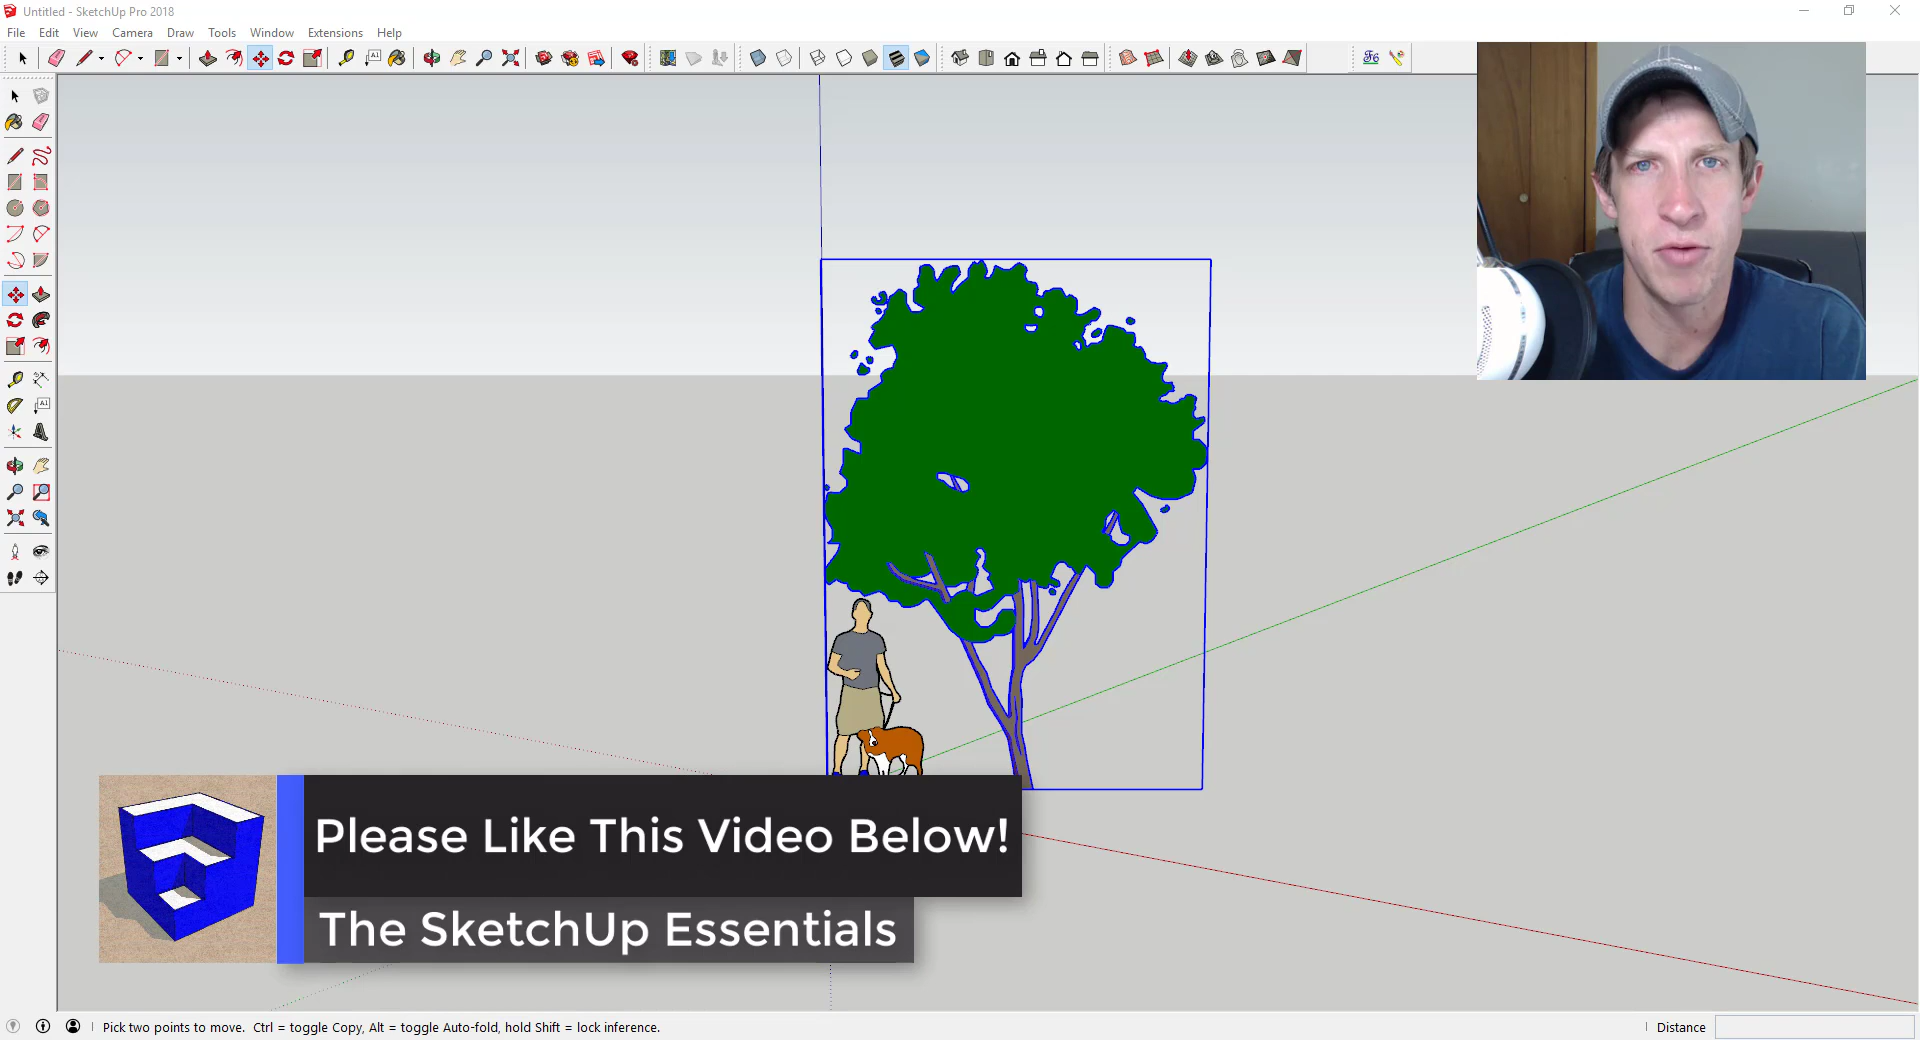 Untitled - SketchUp Pro 2018
File Edit View Camera Draw Tools Window Extensions Help
Please Like This Video Below!
The SketchUp Essentials
Pick two points to move. Ctrl = toggle Copy, Alt = toggle Auto-fold, hold Shift = lock inference.
Distance